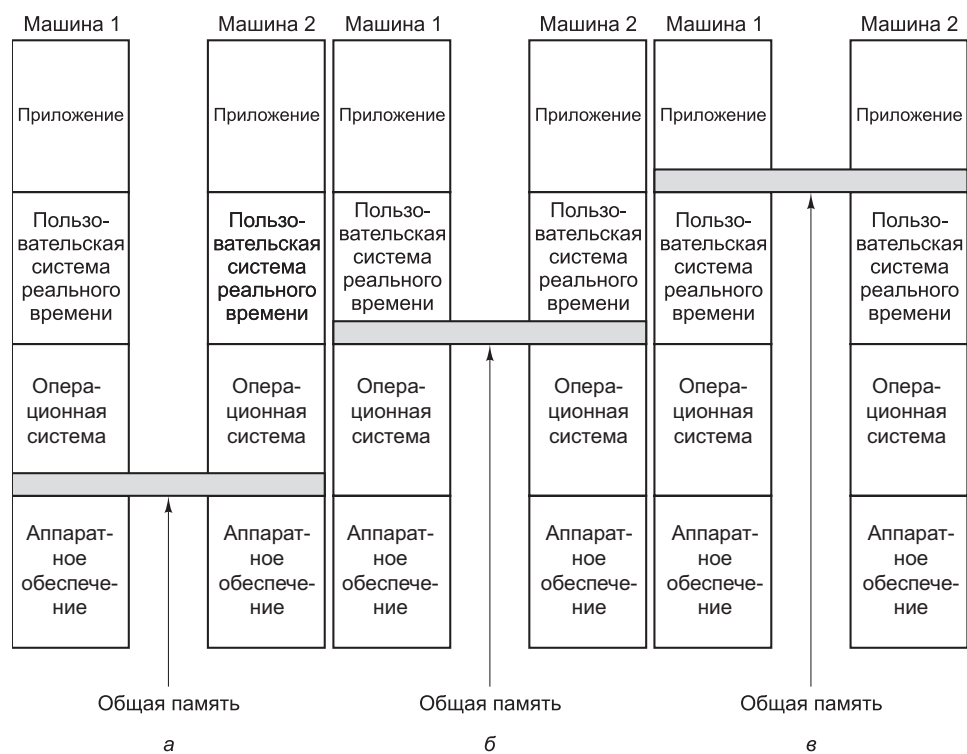 Машина 1
Машина 2
Машина 1
Машина 2
Машина 1
Машина 2
Приложение
Приложение
Приложение
Приложение
Приложение
Приложение
Пользо-
вательская
система
реального
времени
Пользо-
вательская
система
реального
времени
Пользо-
вательская
система
реального
времени
Пользо-
вательская
система
реального
времени
Пользо-
вательская
система
реального
времени
Пользо-
вательская
система
реального
времени
Опера-
ционная
система
Опера-
ционная
система
Опера-
ционная
система
Опера-
ционная
система
Опера-
ционная
система
Опера-
ционная
система
Аппарат-
ное
обеспече-
ние
Аппарат-
ное
обеспече-
ние
Аппарат-
ное
обеспече-
ние
Аппарат-
ное
обеспече-
ние
Аппарат-
ное
обеспече-
ние
Аппарат-
ное
обеспече-
ние
Общая память
Общая память
Общая память
а
б
в